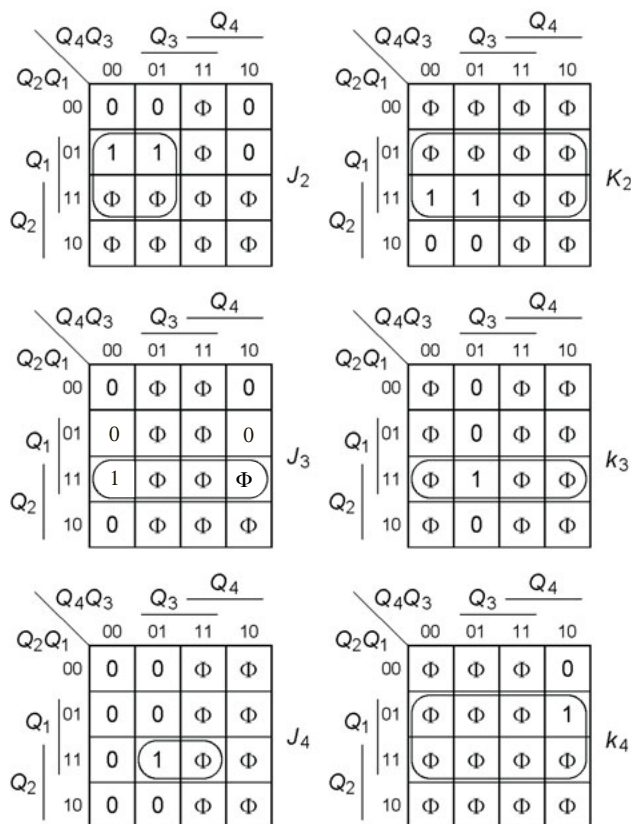 Q4Q3 Q3 Q4
Q2Q1 00 01 11 10
00 0 0 Φ 0
Q1 01 1 1 Φ 0
J2
Q2 11 Φ Φ Φ Φ
10 Φ Φ Φ Φ
Q4Q3 Q3 Q4
Q2Q1 00 01 11 10
00 Φ Φ Φ Φ
Q1 01 Φ Φ Φ Φ
K2
Q2 11 1 1 Φ Φ
10 0 0 Φ Φ
Q4Q3 Q3 Q4
Q2Q1 00 01 11 10
00 0 Φ Φ 0
Q1 01 0 Φ Φ 0
J3
Q2 11 1 Φ Φ Φ
10 0 Φ Φ Φ
Q4Q3 Q3 Q4
Q2Q1 00 01 11 10
00 Φ 0 Φ Φ
Q1 01 Φ 0 Φ Φ
k3
Q2 11 Φ 1 Φ Φ
10 Φ 0 Φ Φ
Q4Q3 Q3 Q4
Q2Q1 00 01 11 10
00 0 0 Φ Φ
Q1 01 0 0 Φ Φ
J4
Q2 11 0 1 Φ Φ
10 0 0 Φ Φ
Q4Q3 Q3 Q4
Q2Q1 00 01 11 10
00 Φ Φ Φ 0
Q1 01 Φ Φ Φ 1
k4
Q2 11 Φ Φ Φ Φ
10 Φ Φ Φ Φ